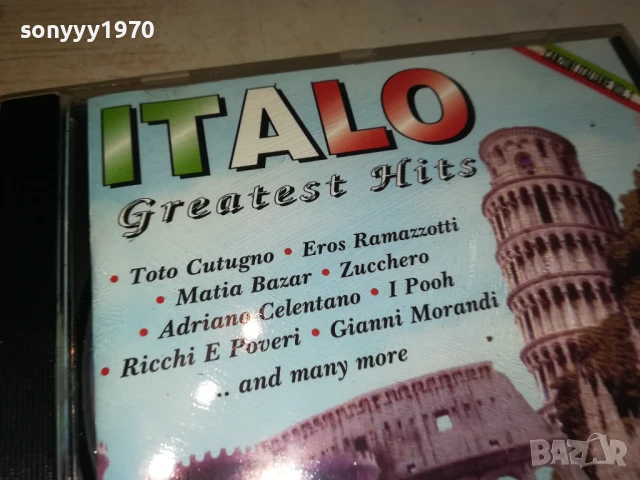 sonyyy1970
ITALO
Greatest Hits
• Toto Cutugno • Eros Ramazzotti
• Matia Bazar • Zucchero
• Adriano Celentano • I Pooh
• Ricchi E Poveri • Gianni Morandi
... and many more
BAZAR